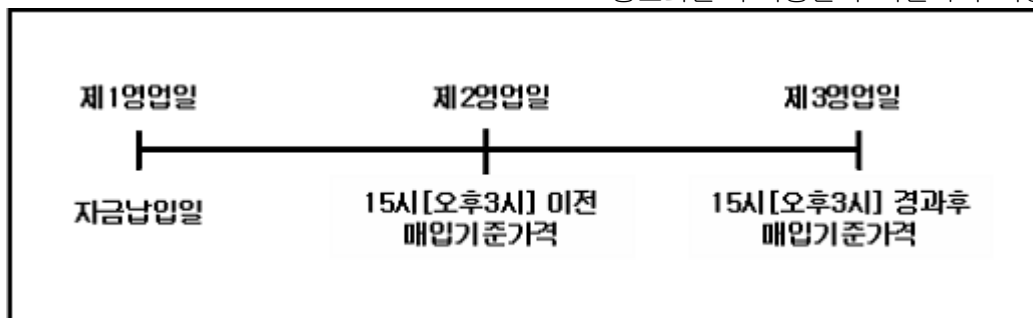 제1영업일 제2영업일 제3영업일
자금납입일 15시[오후3시] 이전 15시[오후3시] 경과후
매입기준가격 매입기준가격